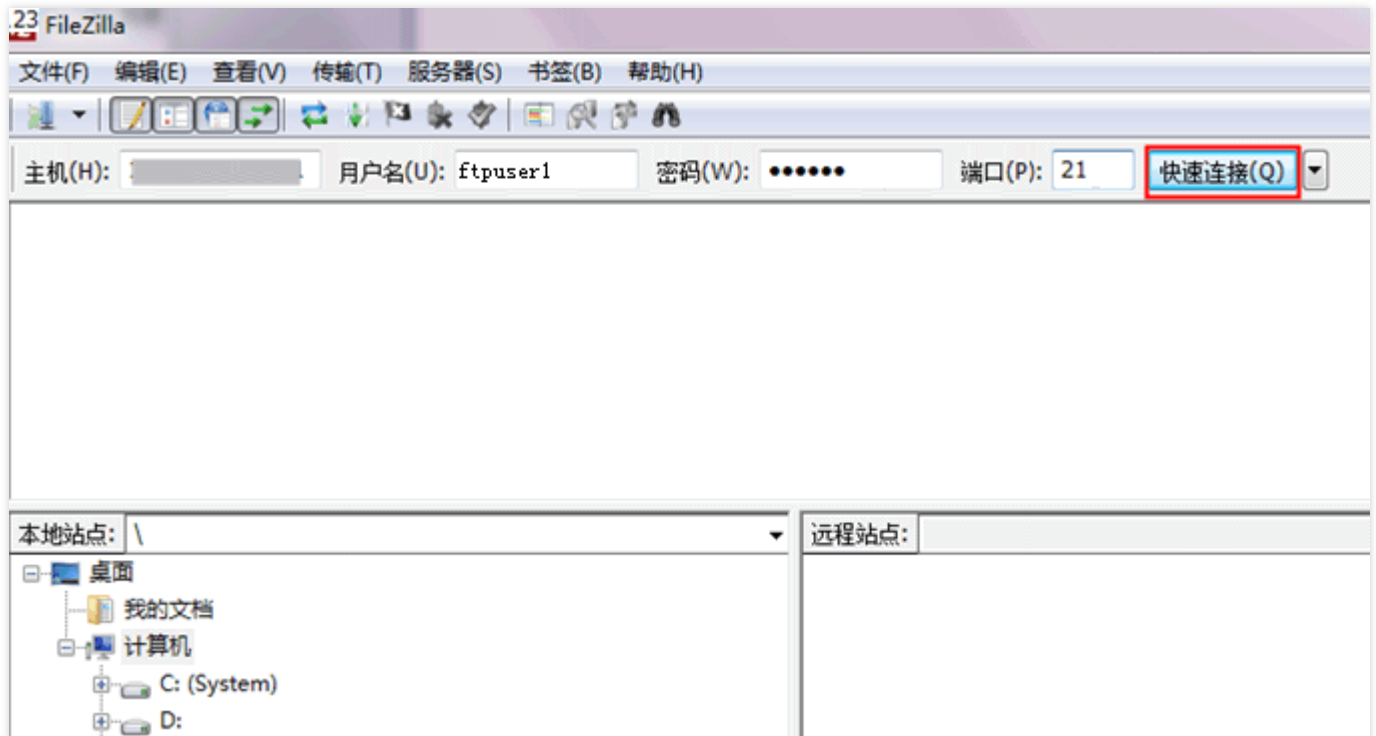 FileZilla
文件(F) 编辑(E) 查看(V) 传输(T) 服务器(S) 书签(B) 帮助(H)
主机(H): 用户名(U): ftpuser1 密码(W): ●●●●●● 端口(P): 21 快速连接(Q)
本地站点: \ 远程站点:
桌面
我的文档
计算机
C: (System)
D: